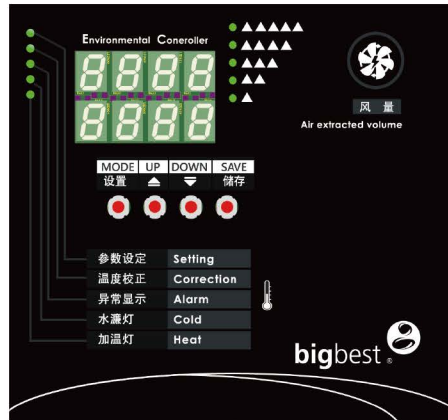 Environmental Coneroller
8888
8888
风 量
Air extracted volume
MODE UP DOWN SAVE
设置 储存
参数设定 Setting
温度校正 Correction
异常显示 Alarm
水濂灯 Cold
加温灯 Heat
bigbest®